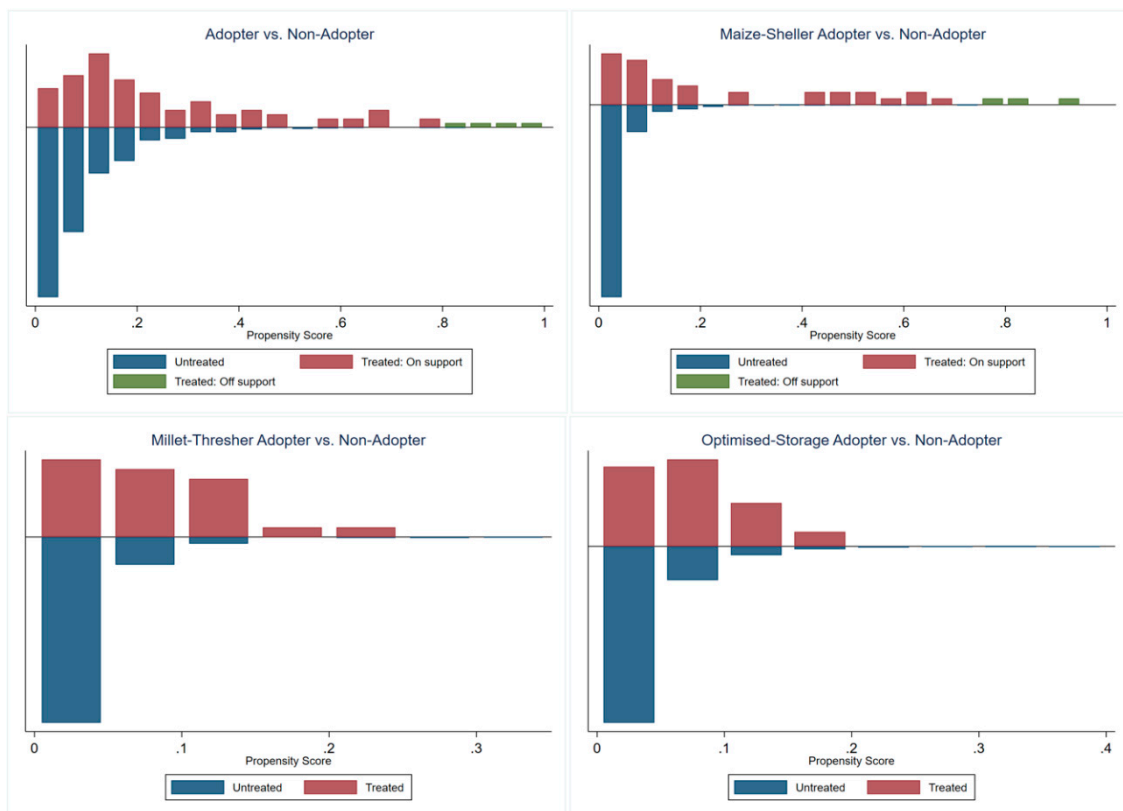 Adopter vs. Non-Adopter
0 .2 .4 .6 .8 1
Propensity Score
Untreated Treated: On support
Treated: Off support
Maize-Sheller Adopter vs. Non-Adopter
0 .2 .4 .6 .8 1
Propensity Score
Untreated Treated: On support
Treated: Off support
Millet-Thresher Adopter vs. Non-Adopter
0 .1 .2 .3
Propensity Score
Untreated Treated
Optimised-Storage Adopter vs. Non-Adopter
0 .1 .2 .3 .4
Propensity Score
Untreated Treated